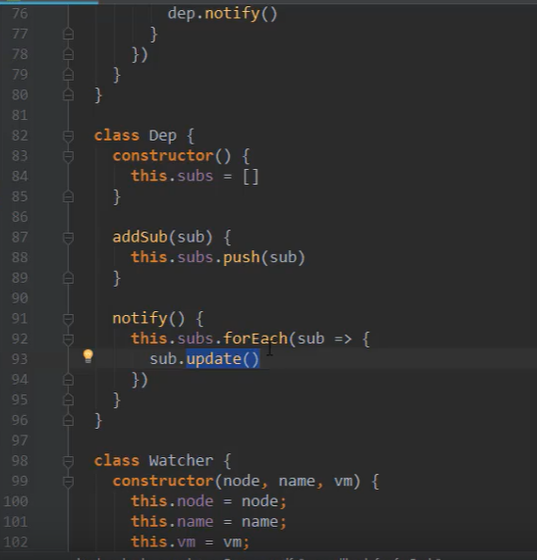 76 dep.notify()
77 }
78 })
79 }
80 }
81
82 class Dep {
83 constructor() {
84 this.subs = []
85 }
86
87 addSub(sub) {
88 this.subs.push(sub)
89 }
90
91 notify() {
92 this.subs.forEach(sub => {
93 sub.update()
94 })
95 }
96 }
97
98 class Watcher {
99 constructor(node, name, vm) {
100 this.node = node;
101 this.name = name;
102 this.vm = vm;